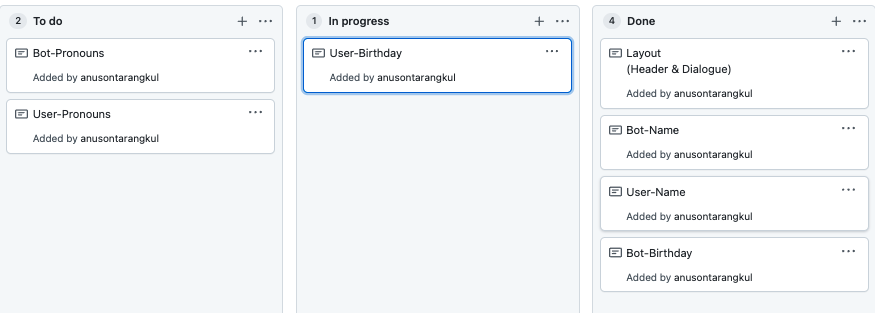 2 To do
Bot-Pronouns
Added by anusontarangkul
User-Pronouns
Added by anusontarangkul
1 In progress
User-Birthday
Added by anusontarangkul
4 Done
Layout
(Header & Dialogue)
Added by anusontarangkul
Bot-Name
Added by anusontarangkul
User-Name
Added by anusontarangkul
Bot-Birthday
Added by anusontarangkul